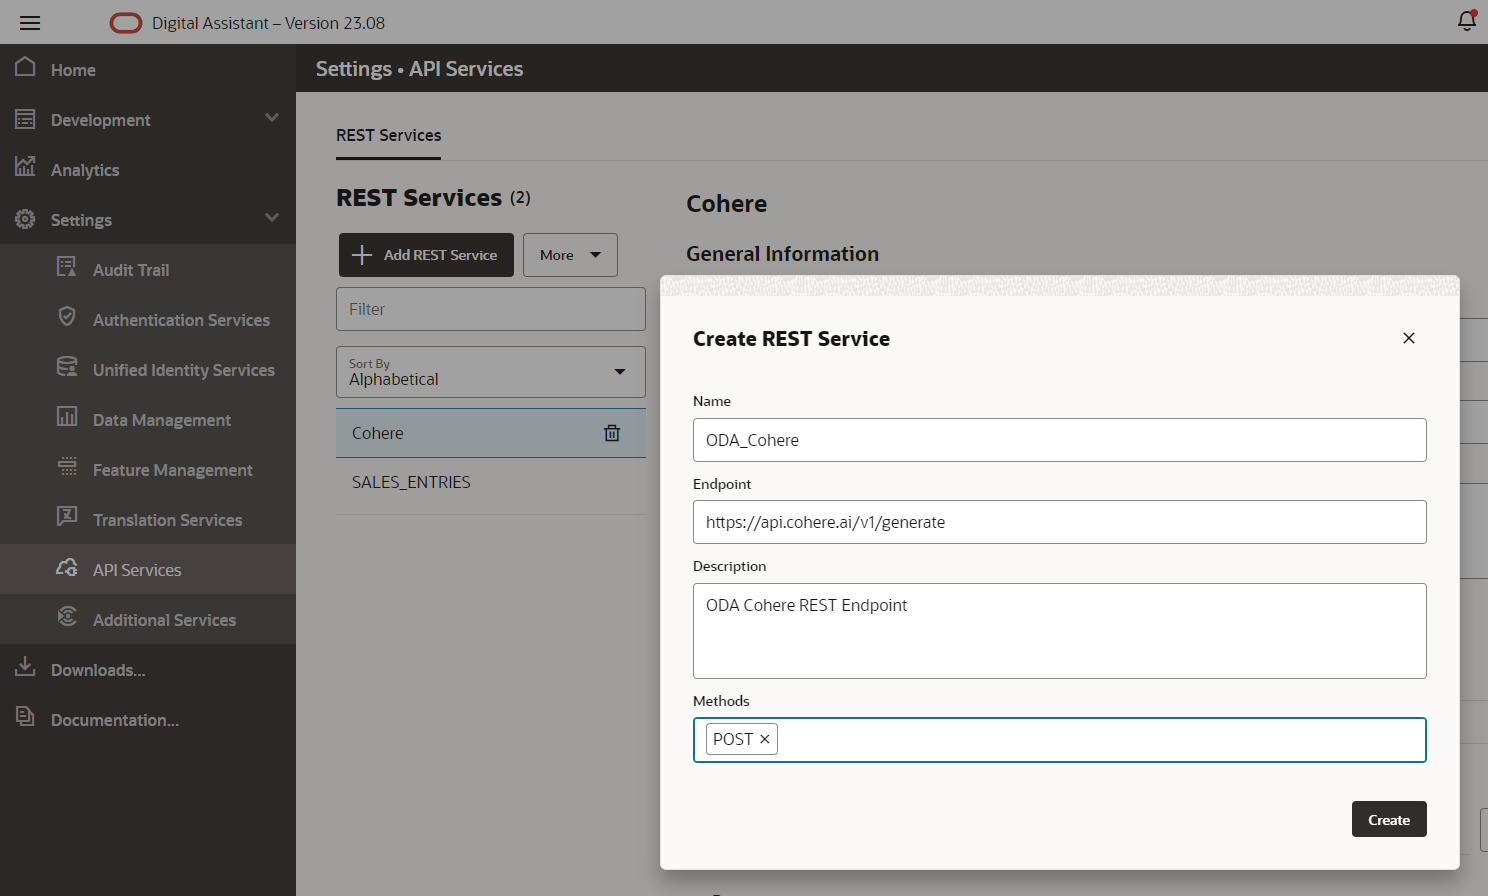 Digital Assistant – Version 23.08
Home
Development
Analytics
Settings
Audit Trail
Authentication Services
Unified Identity Services
Data Management
Feature Management
Translation Services
API Services
Additional Services
Downloads...
Documentation...
Settings • API Services
REST Services
REST Services (2)
Add REST Service
More
Filter
Sort By
Alphabetical
Cohere
SALES_ENTRIES
Cohere
General Information
Create REST Service
Name
ODA_Cohere
Endpoint
https://api.cohere.ai/v1/generate
Description
ODA Cohere REST Endpoint
Methods
POST ×
Create